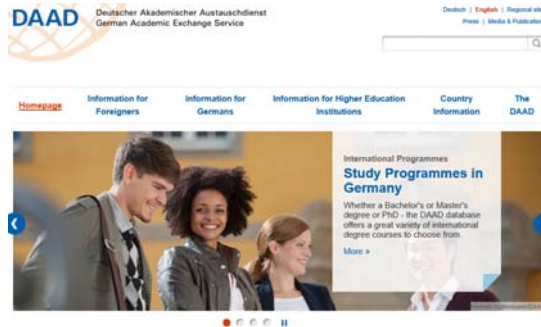 DAAD
Deutscher Akademischer Austauschdienst
German Academic Exchange Service
Deutsch | English | Regional site
Press | Media & Publication
Homepage
Information for Foreigners
Information for Germans
Information for Higher Education Institutions
Country Information
The DAAD
International Programmes
Study Programmes in
Germany
Whether a Bachelor's or Master's
degree or PhD - the DAAD database
offers a great variety of international
degree courses to choose from.
More »